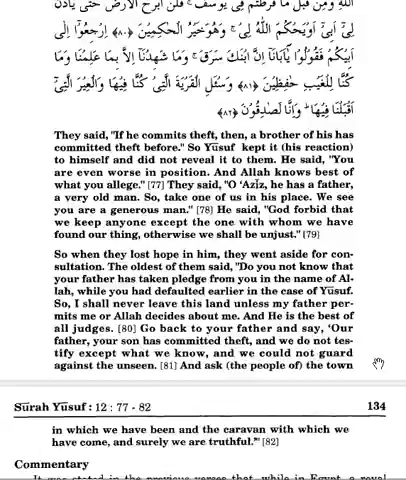 اللَّهِ وَمِن قَبْلُ مَا فَرَّطتُّمْ فِي يُوسُفَ ۚ فَلَنْ أَبْرَحَ الْأَرْضَ حَتَّى يَأْذَنَ
لِي أَبِي أَوْيَحْكُمَ اللَّهُ لِي ۚ وَهُوَخَيْرُ الْحٰكِمِينَ ﴿٨٠﴾ اِرْجِعُوٓا إِلَى
أَبِيكُمْ فَقُولُوا يٰٓأَبَانَآ إِنَّ ابْنَكَ سَرَقَ ۚ وَمَا شَهِدْنَآ إِلَّا بِمَا عَلِمْنَا وَمَا
كُنَّا لِلْغَيْبِ حٰفِظِينَ ﴿٨١﴾ وَسْئَلِ الْقَرْيَةَ الَّتِي كُنَّا فِيهَا وَالْعِيرَ الَّتِيٓ
أَقْبَلْنَا فِيهَا ۖ وَإِنَّا لَصٰدِقُونَ ﴿٨٢﴾
They said, "If he commits theft, then, a brother of his has
committed theft before." So Yūsuf kept it (his reaction)
to himself and did not reveal it to them. He said, "You
are even worse in position. And Allah knows best of
what you allege." [77] They said, "O ‘Azīz, he has a father,
a very old man. So, take one of us in his place. We see
you are a generous man." [78] He said, "God forbid that
we keep anyone except the one with whom we have
found our thing, otherwise we shall be unjust." [79]
So when they lost hope in him, they went aside for con-
sultation. The oldest of them said, "Do you not know that
your father has taken pledge from you in the name of Al-
lah, while you had defaulted earlier in the case of Yūsuf.
So, I shall never leave this land unless my father per-
mits me or Allah decides about me. And He is the best of
all judges. [80] Go back to your father and say, ‘Our
father, your son has committed theft, and we do not tes-
tify except what we know, and we could not guard
against the unseen. [81] And ask (the people of) the town
Sūrah Yūsuf : 12 : 77 - 82 134
in which we have been and the caravan with which we
have come, and surely we are truthful.’" [82]
Commentary
It was stated in the previous verses that, while in Egypt, a royal